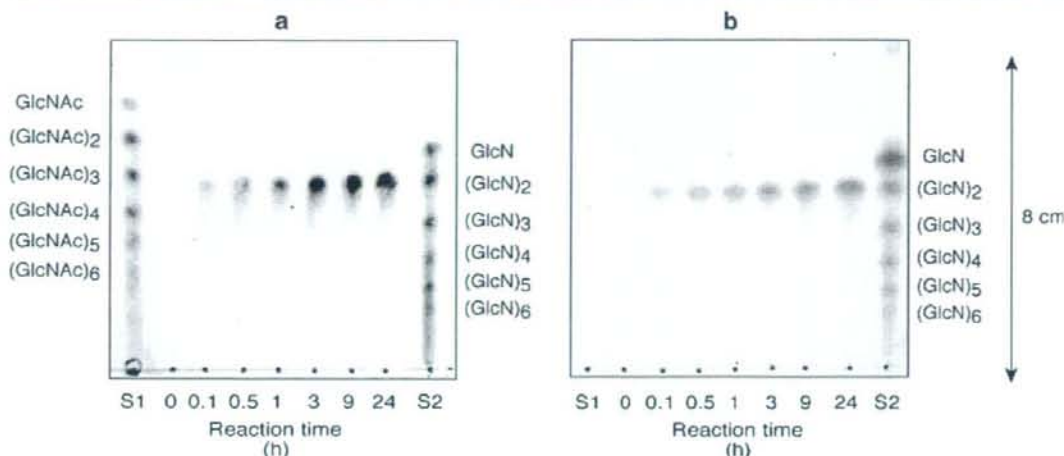 a
b
GlcNAc
(GlcNAc)2
(GlcNAc)3
(GlcNAc)4
(GlcNAc)5
(GlcNAc)6
GlcN
(GlcN)2
(GlcN)3
(GlcN)4
(GlcN)5
(GlcN)6
GlcN
(GlcN)2
(GlcN)3
(GlcN)4
(GlcN)5
(GlcN)6
8 cm
S1 0 0.1 0.5 1 3 9 24 S2
Reaction time
(h)
S1 0 0.1 0.5 1 3 9 24 S2
Reaction time
(h)